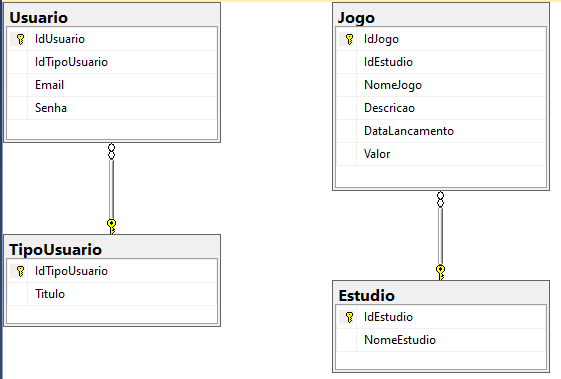 Usuario
IdUsuario
IdTipoUsuario
Email
Senha
TipoUsuario
IdTipoUsuario
Titulo
Jogo
IdJogo
IdEstudio
NomeJogo
Descricao
DataLancamento
Valor
Estudio
IdEstudio
NomeEstudio